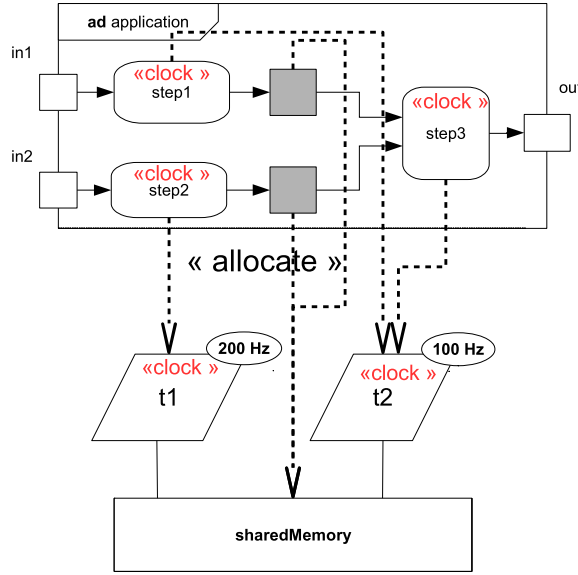 ad application
in1
«clock »
step1
«clock »
step3
ou
in2
«clock »
step2
« allocate »
200 Hz
100 Hz
«clock »
t1
«clock »
t2
sharedMemory